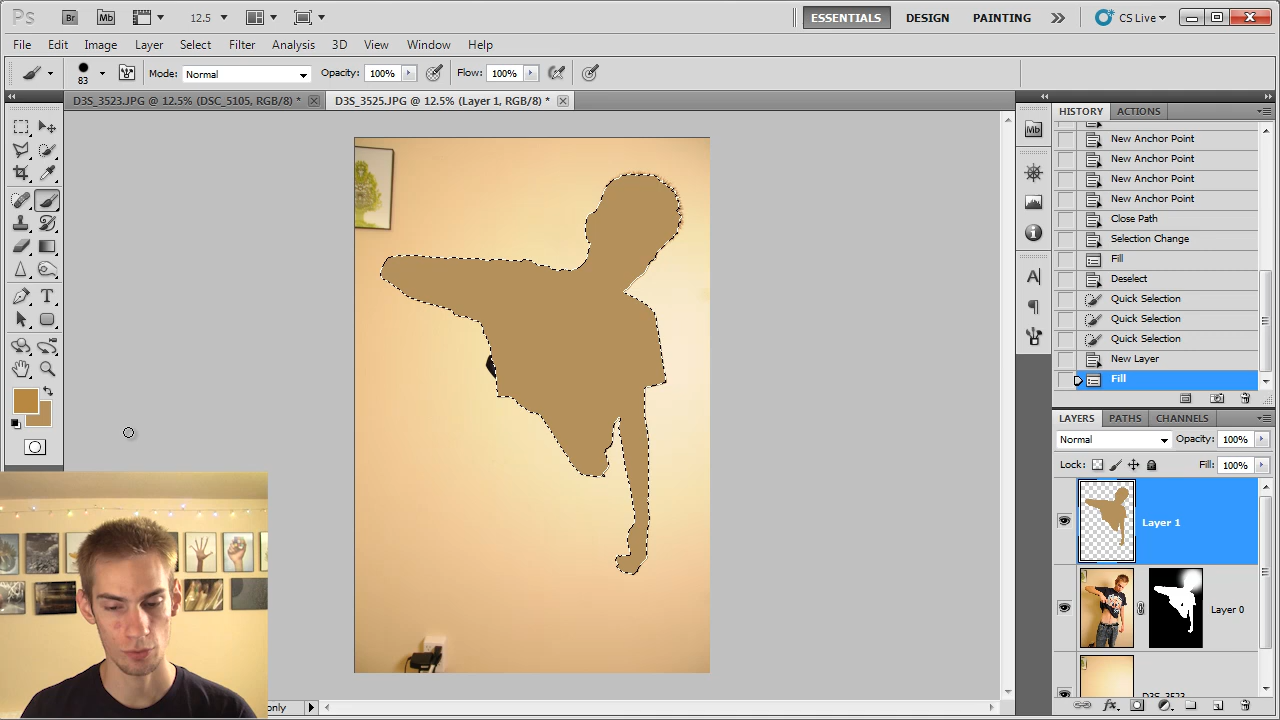 Ps Br Mb 12.5 ESSENTIALS DESIGN PAINTING CS Live
File Edit Image Layer Select Filter Analysis 3D View Window Help
83 Mode: Normal Opacity: 100% Flow: 100%
D3S_3523.JPG @ 12.5% (DSC_5105, RGB/8) * D3S_3525.JPG @ 12.5% (Layer 1, RGB/8) *
HISTORY ACTIONS
Mb
New Anchor Point
New Anchor Point
New Anchor Point
New Anchor Point
Close Path
Selection Change
Fill
Deselect
Quick Selection
Quick Selection
Quick Selection
New Layer
Fill
LAYERS PATHS CHANNELS
Normal Opacity: 100%
Lock: Fill: 100%
Layer 1
Layer 0
D3S_3523
only